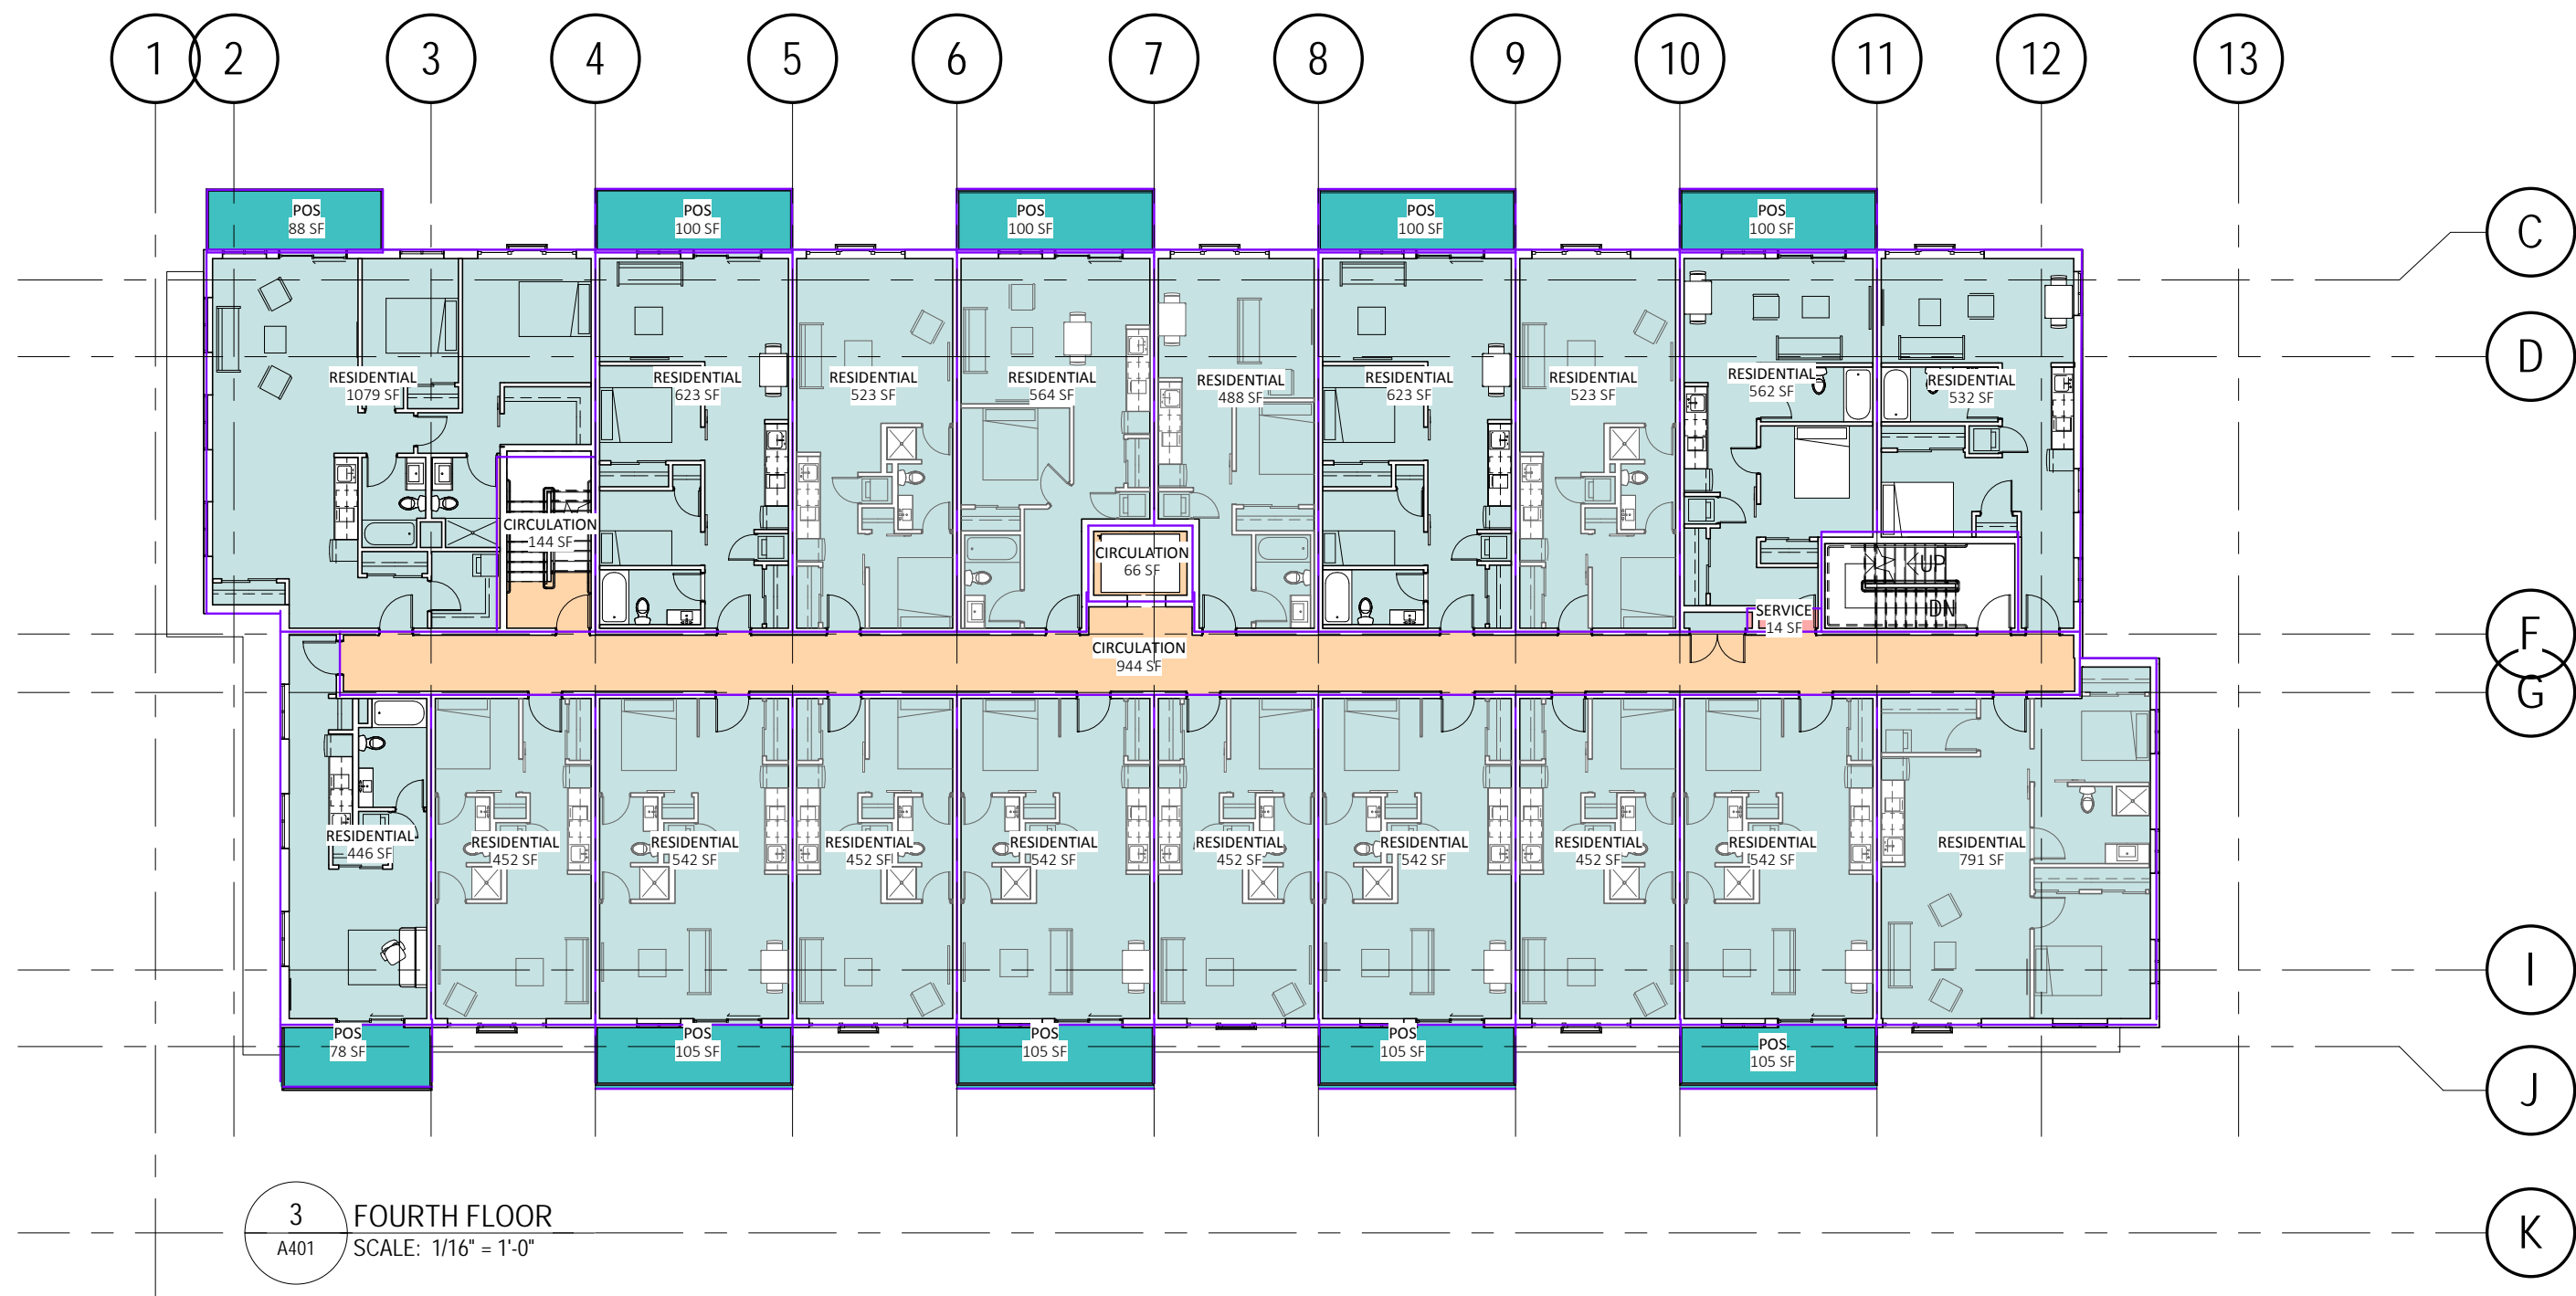 1
2
3
4
5
6
7
8
9
10
11
12
13
C
D
F
G
I
J
K
POS
88 SF
POS
100 SF
POS
100 SF
POS
100 SF
POS
100 SF
RESIDENTIAL
1079 SF
RESIDENTIAL
623 SF
RESIDENTIAL
523 SF
RESIDENTIAL
564 SF
RESIDENTIAL
488 SF
RESIDENTIAL
623 SF
RESIDENTIAL
523 SF
RESIDENTIAL
562 SF
RESIDENTIAL
532 SF
CIRCULATION
144 SF
CIRCULATION
66 SF
UP
DN
SERVICE
14 SF
CIRCULATION
944 SF
RESIDENTIAL
446 SF
RESIDENTIAL
452 SF
RESIDENTIAL
542 SF
RESIDENTIAL
452 SF
RESIDENTIAL
542 SF
RESIDENTIAL
452 SF
RESIDENTIAL
542 SF
RESIDENTIAL
452 SF
RESIDENTIAL
542 SF
RESIDENTIAL
791 SF
POS
78 SF
POS
105 SF
POS
105 SF
POS
105 SF
POS
105 SF
3
A401
FOURTH FLOOR
SCALE: 1/16" = 1'-0"